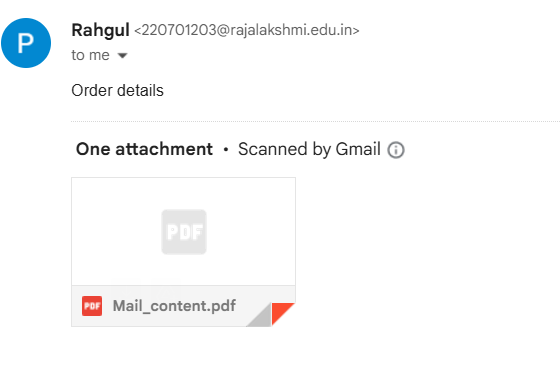 P
Rahgul <220701203@rajalakshmi.edu.in>
to me
Order details
One attachment • Scanned by Gmail
PDF
PDF Mail_content.pdf